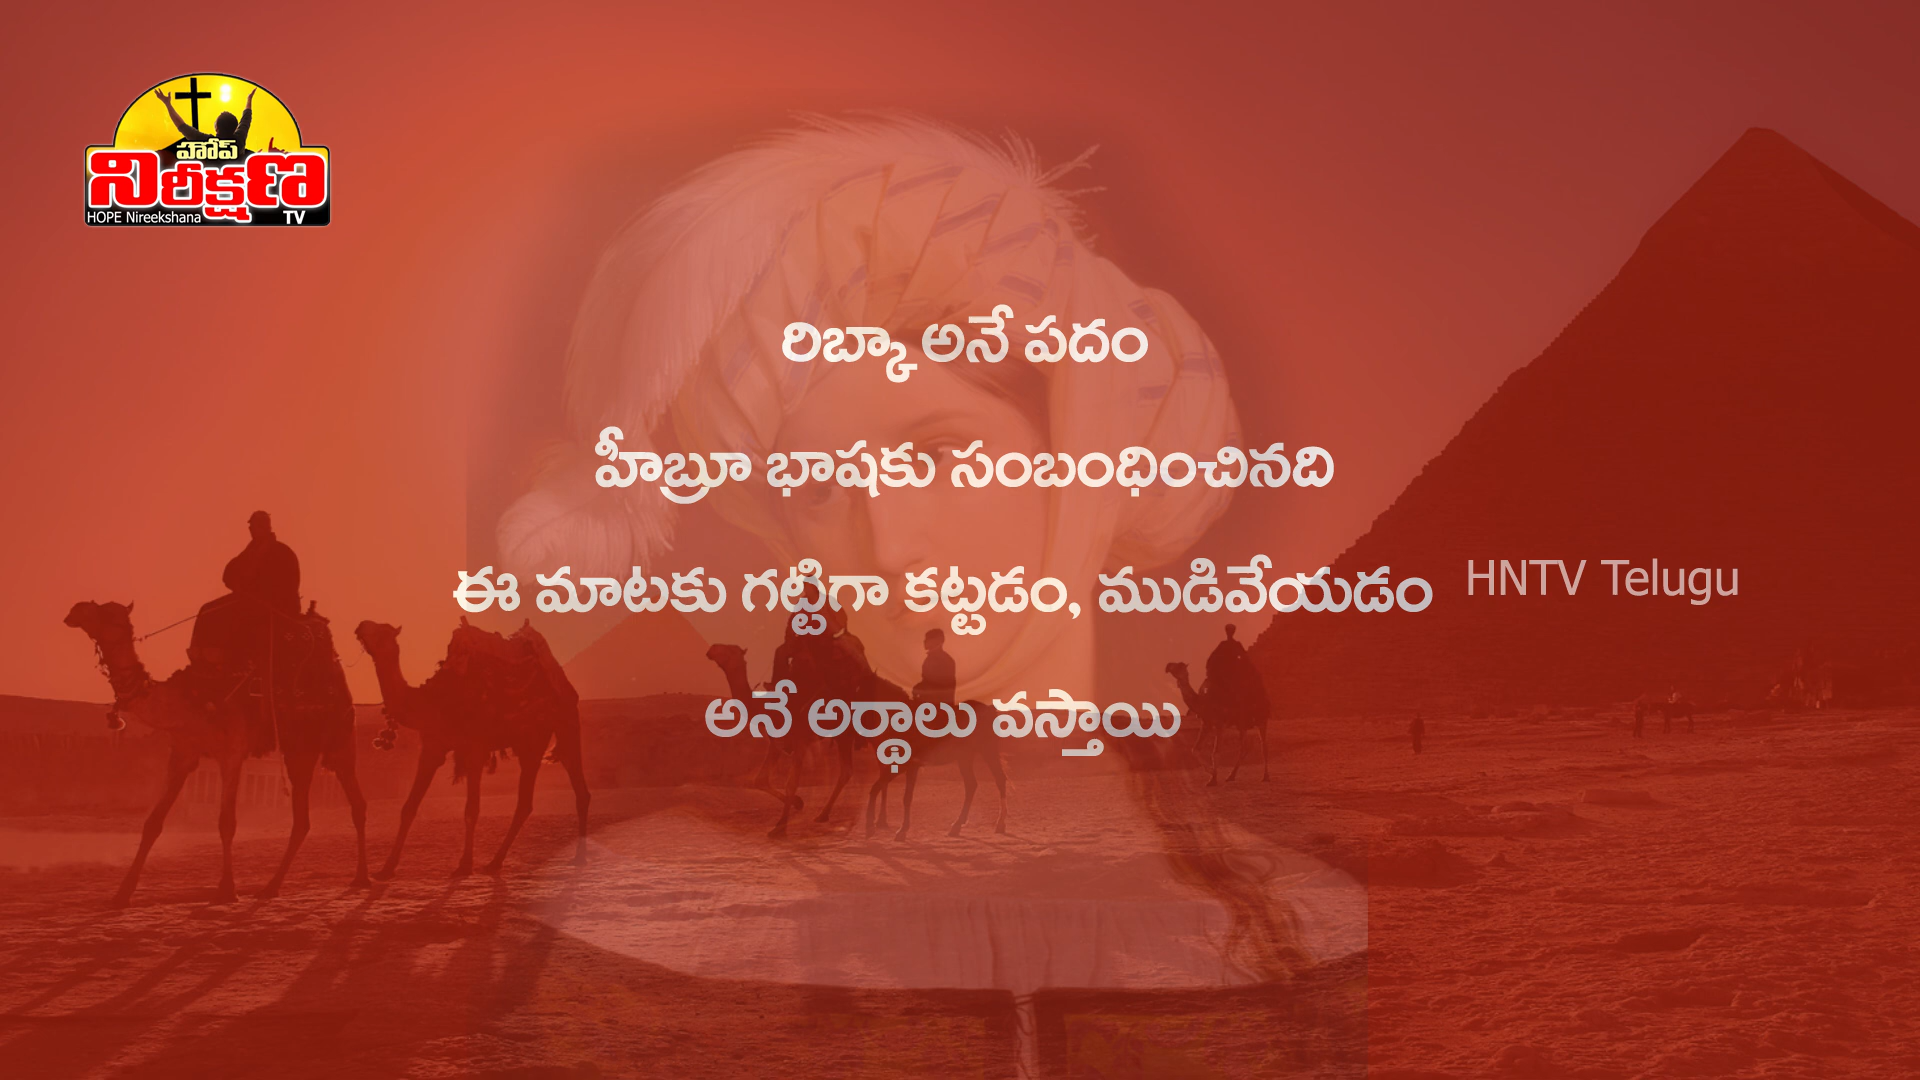 హోప్
నిరీక్షణ
HOPE Nireekshana TV
రిబ్కా అనే పదం
హీబ్రూ భాషకు సంబంధించినది
ఈ మాటకు గట్టిగా కట్టడం, ముడివేయడం
HNTV Telugu
అనే అర్థాలు వస్తాయి